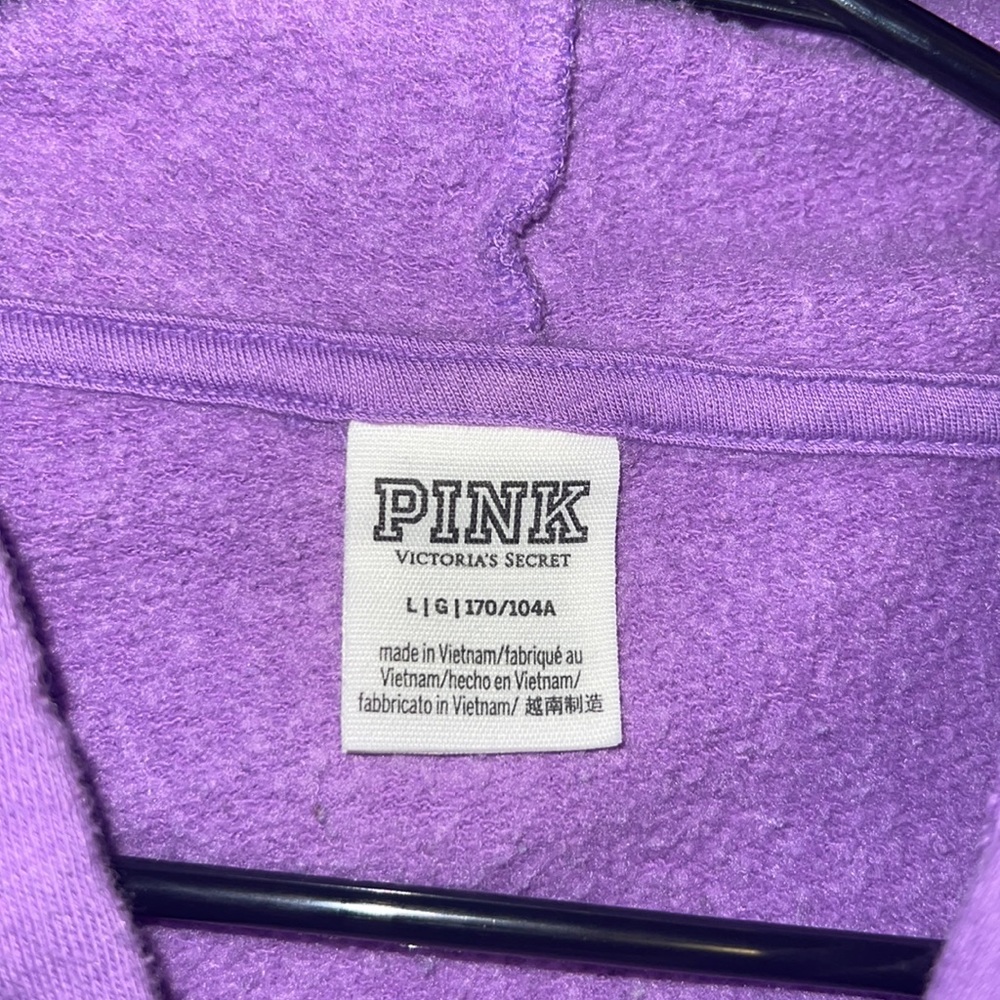 PINK
VICTORIA'S SECRET
L | G | 170/104A
made in Vietnam/fabriqué au
Vietnam/hecho en Vietnam/
fabbricato in Vietnam/ 越南制造